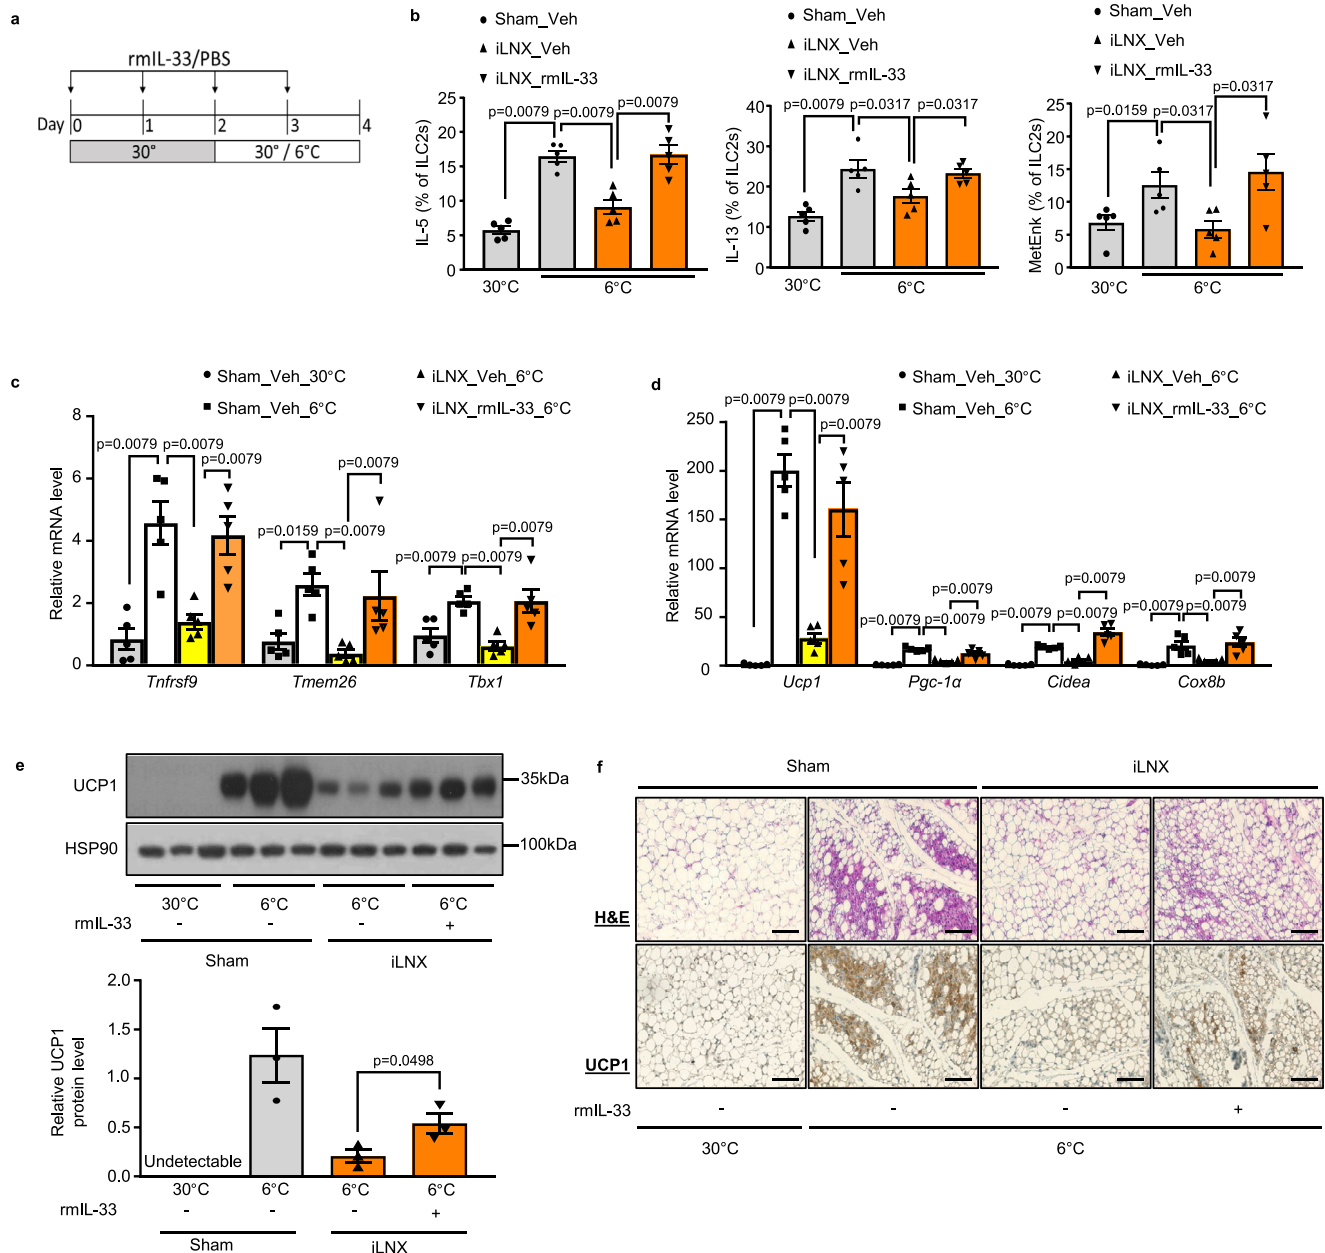 a
rmIL-33/PBS
Day 0 1 2 3 4
30° 30° / 6°C
b
Sham_Veh
iLNX_Veh
iLNX_rmIL-33
IL-5 (% of ILC2s)
25
20
15
10
5
0
p=0.0079 p=0.0079 p=0.0079
30°C 6°C
Sham_Veh
iLNX_Veh
iLNX_rmIL-33
IL-13 (% of ILC2s)
40
30
20
10
0
p=0.0079 p=0.0317 p=0.0317
30°C 6°C
Sham_Veh
iLNX_Veh
iLNX_rmIL-33
MetEnk (% of ILC2s)
25
20
15
10
5
0
p=0.0159 p=0.0317 p=0.0317
30°C 6°C
c
Sham_Veh_30°C iLNX_Veh_6°C
Sham_Veh_6°C iLNX_rmIL-33_6°C
Relative mRNA level
8
6
4
2
0
p=0.0079 p=0.0079 p=0.0079
p=0.0159 p=0.0079 p=0.0079
p=0.0079 p=0.0079 p=0.0079
Tnfrsf9 Tmem26 Tbx1
d
Sham_Veh_30°C iLNX_Veh_6°C
Sham_Veh_6°C iLNX_rmIL-33_6°C
Relative mRNA level
250
200
150
100
50
0
p=0.0079 p=0.0079 p=0.0079
p=0.0079 p=0.0079 p=0.0079
p=0.0079 p=0.0079 p=0.0079
p=0.0079 p=0.0079 p=0.0079
Ucp1 Pgc-1α Cidea Cox8b
e
UCP1 35kDa
HSP90 100kDa
30°C 6°C 6°C 6°C
rmIL-33 - - - +
Sham iLNX
Relative UCP1
protein level
2.0
1.5
1.0
0.5
0.0
p=0.0498
Undetectable
30°C 6°C 6°C 6°C
rmIL-33 - - - +
Sham iLNX
f
Sham iLNX
H&E
UCP1
rmIL-33 - - - +
30°C 6°C